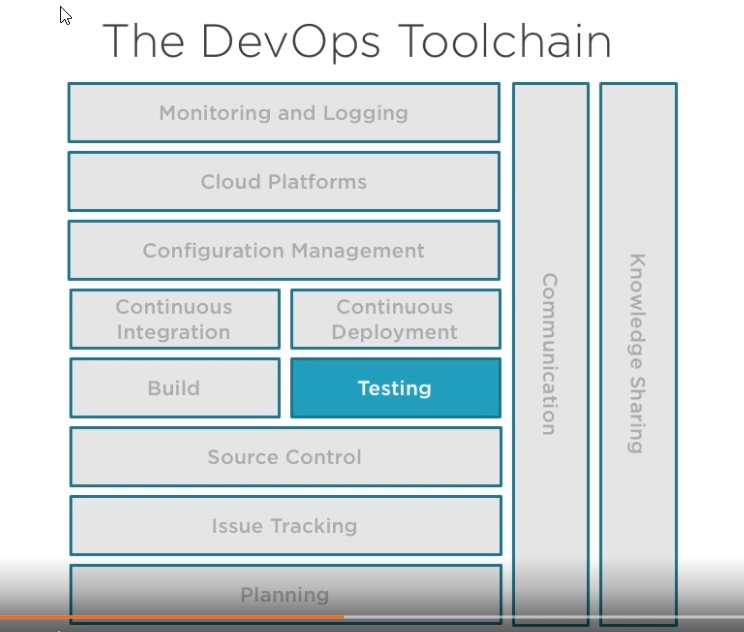 The DevOps Toolchain
Monitoring and Logging
Cloud Platforms
Configuration Management
Continuous
Integration
Continuous
Deployment
Build
Testing
Source Control
Issue Tracking
Planning
Communication
Knowledge Sharing